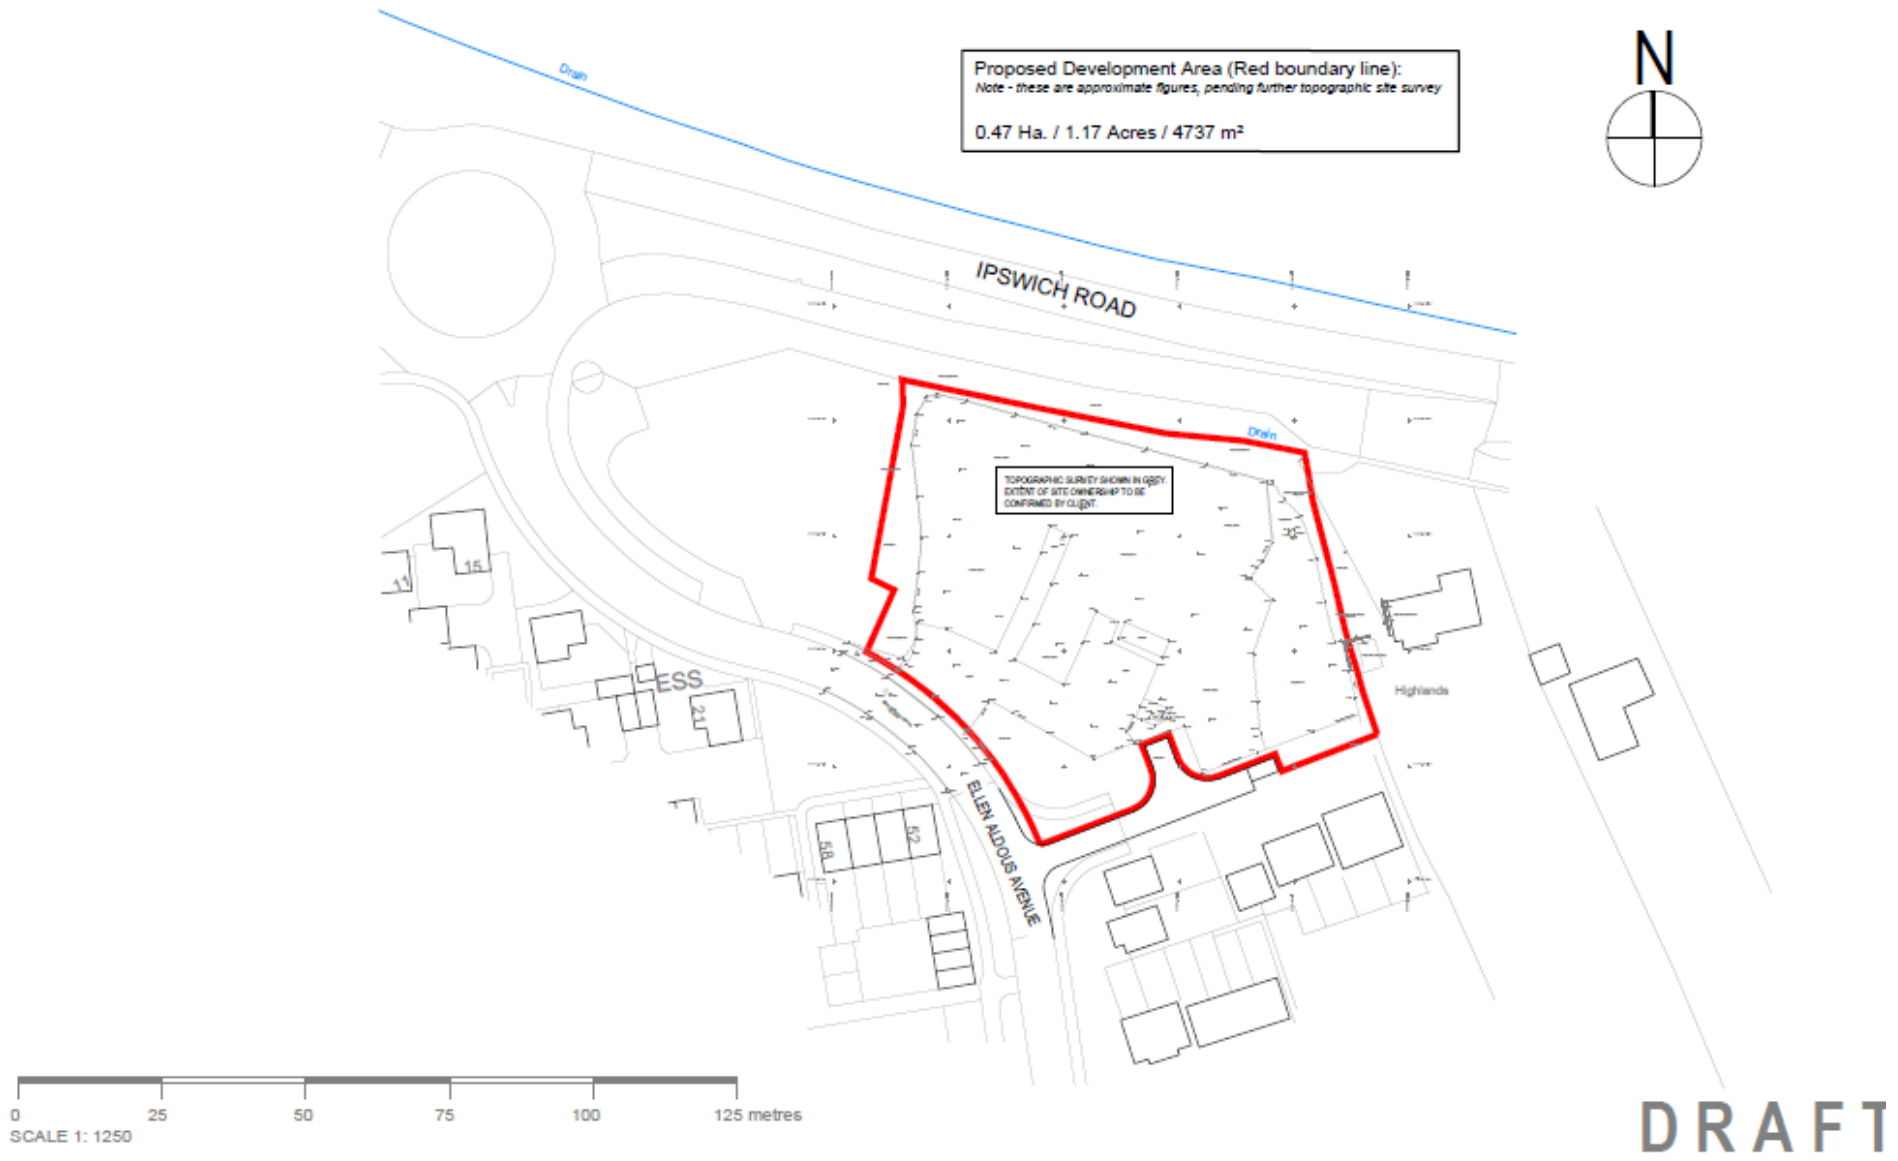 Drain
Proposed Development Area (Red boundary line):
Note - these are approximate figures, pending further topographic site survey
0.47 Ha. / 1.17 Acres / 4737 m²
N
IPSWICH ROAD
Drain
TOPOGRAPHIC SURVEY SHOWN IN GREY.
EXTENT OF SITE OWNERSHIP TO BE
CONFIRMED BY CLIENT.
11
15
ESS
21
Highlands
ELLEN ALDOUS AVENUE
58
52
0 25 50 75 100 125 metres
SCALE 1: 1250
DRAFT